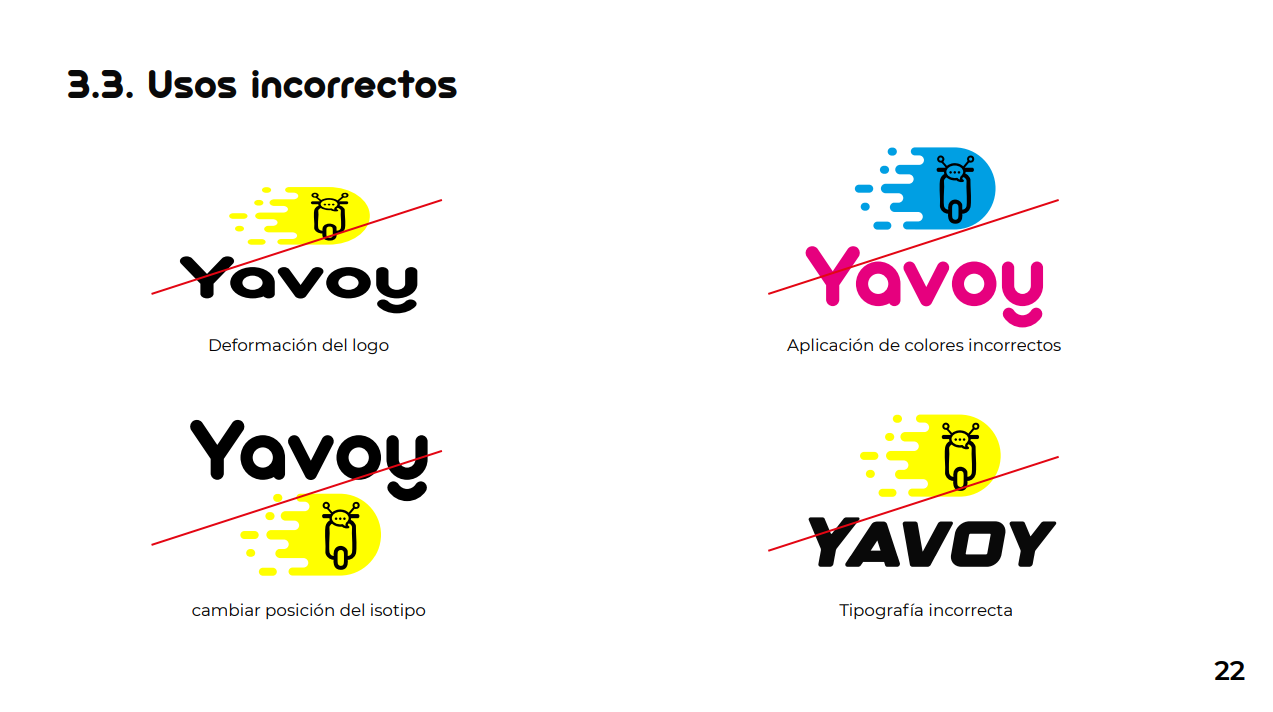 3.3. Usos incorrectos
Yavoy
Deformación del logo
Yavoy
Aplicación de colores incorrectos
Yavoy
cambiar posición del isotipo
YAVOY
Tipografía incorrecta
22